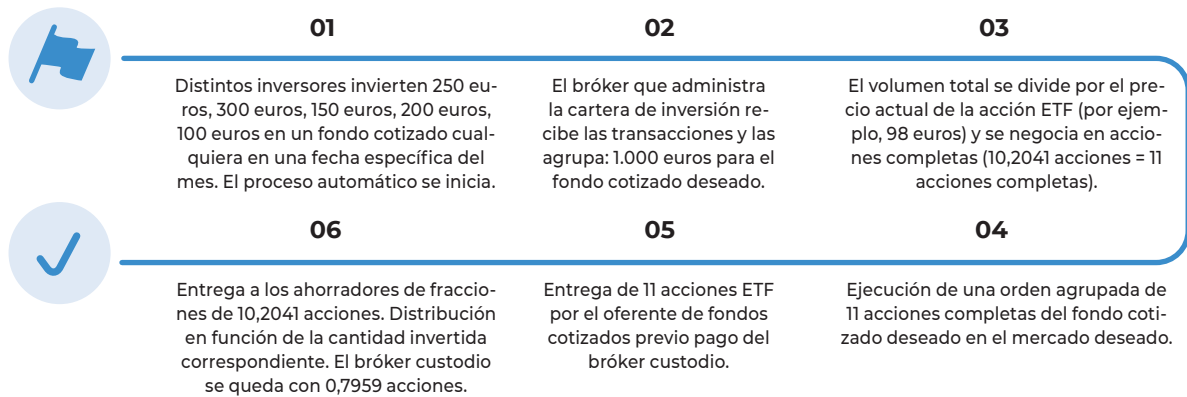 01
Distintos inversores invierten 250 eu-
ros, 300 euros, 150 euros, 200 euros,
100 euros en un fondo cotizado cual-
quiera en una fecha específica del
mes. El proceso automático se inicia.
02
El bróker que administra
la cartera de inversión re-
cibe las transacciones y las
agrupa: 1.000 euros para el
fondo cotizado deseado.
03
El volumen total se divide por el pre-
cio actual de la acción ETF (por ejem-
plo, 98 euros) y se negocia en accio-
nes completas (10,2041 acciones = 11
acciones completas).
04
Ejecución de una orden agrupada de
11 acciones completas del fondo coti-
zado deseado en el mercado deseado.
05
Entrega de 11 acciones ETF
por el oferente de fondos
cotizados previo pago del
bróker custodio.
06
Entrega a los ahorradores de fraccio-
nes de 10,2041 acciones. Distribución
en función de la cantidad invertida
correspondiente. El bróker custodio
se queda con 0,7959 acciones.